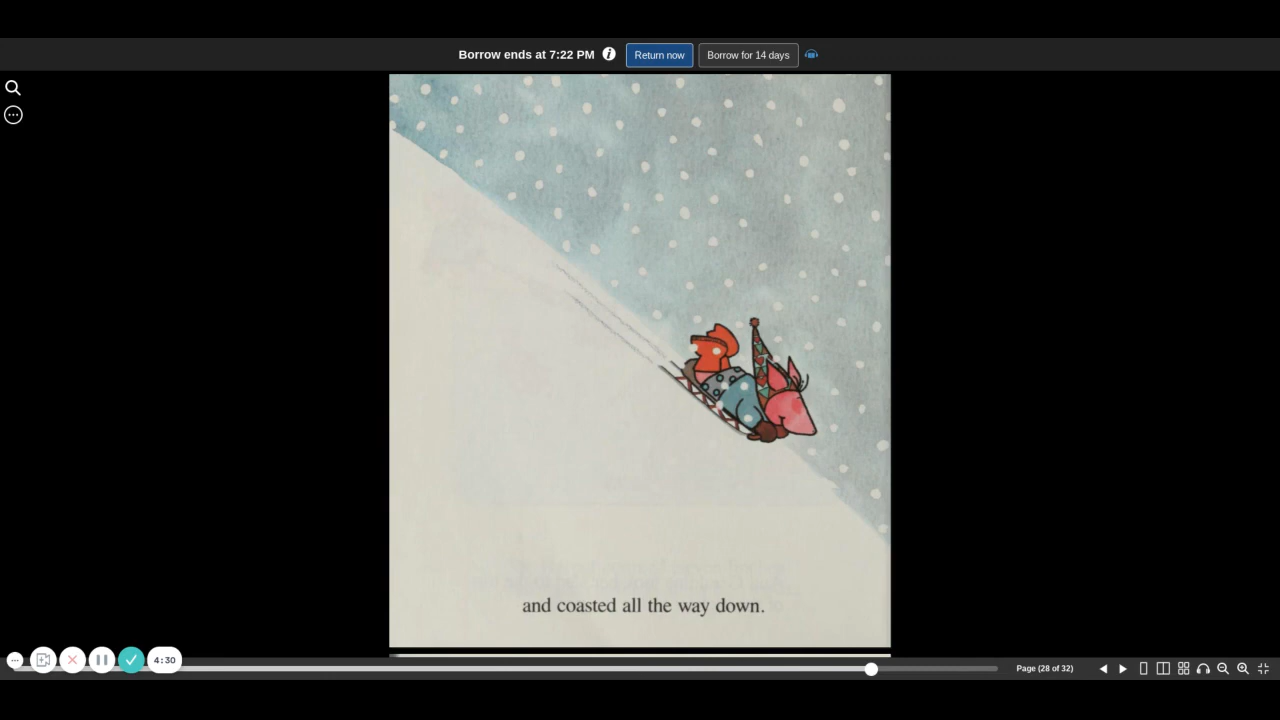 Borrow ends at 7:22 PM
Return now
Borrow for 14 days
and coasted all the way down.
4:30
Page (28 of 32)